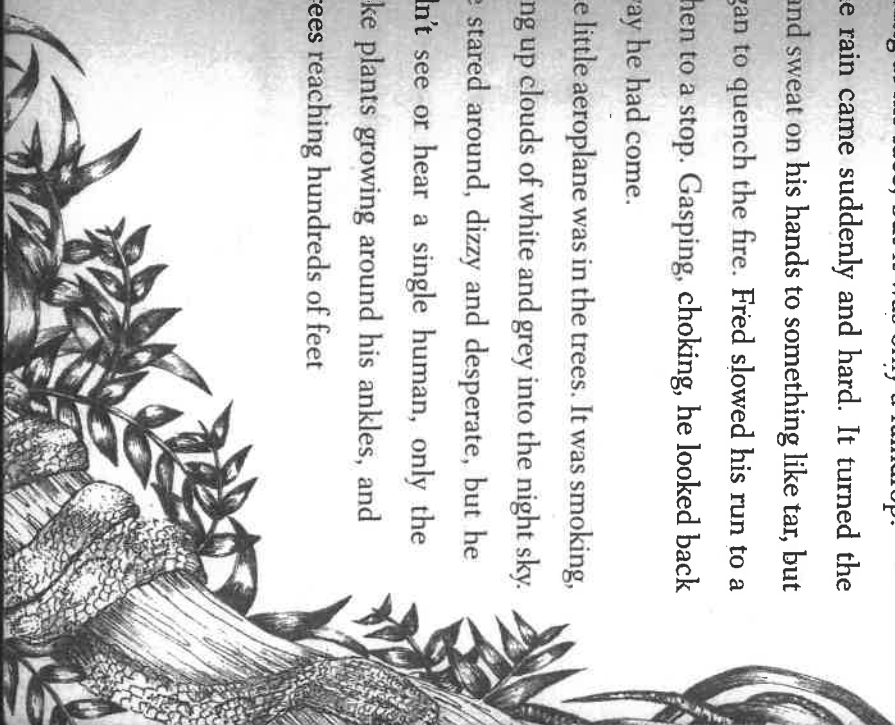 e rain came suddenly and hard. It turned the
and sweat on his hands to something like tar, but
gan to quench the fire. Fred slowed his run to a
hen to a stop. Gasping, choking, he looked back
ay he had come.
e little aeroplane was in the trees. It was smoking,
ng up clouds of white and grey into the night sky.
e stared around, dizzy and desperate, but he
dn't see or hear a single human, only the
ke plants growing around his ankles, and
rees reaching hundreds of feet